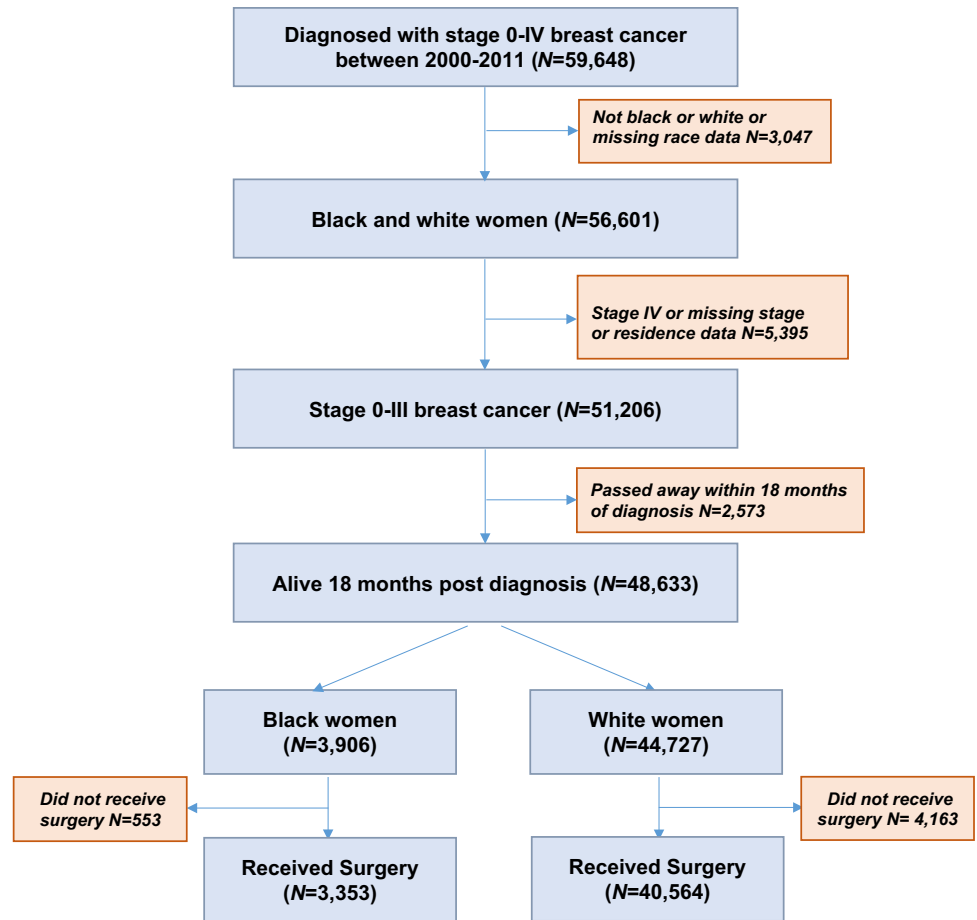 Diagnosed with stage 0-IV breast cancer
between 2000-2011 (N=59,648)
Not black or white or
missing race data N=3,047
Black and white women (N=56,601)
Stage IV or missing stage
or residence data N=5,395
Stage 0-III breast cancer (N=51,206)
Passed away within 18 months
of diagnosis N=2,573
Alive 18 months post diagnosis (N=48,633)
Black women
(N=3,906)
White women
(N=44,727)
Did not receive
surgery N=553
Did not receive
surgery N= 4,163
Received Surgery
(N=3,353)
Received Surgery
(N=40,564)